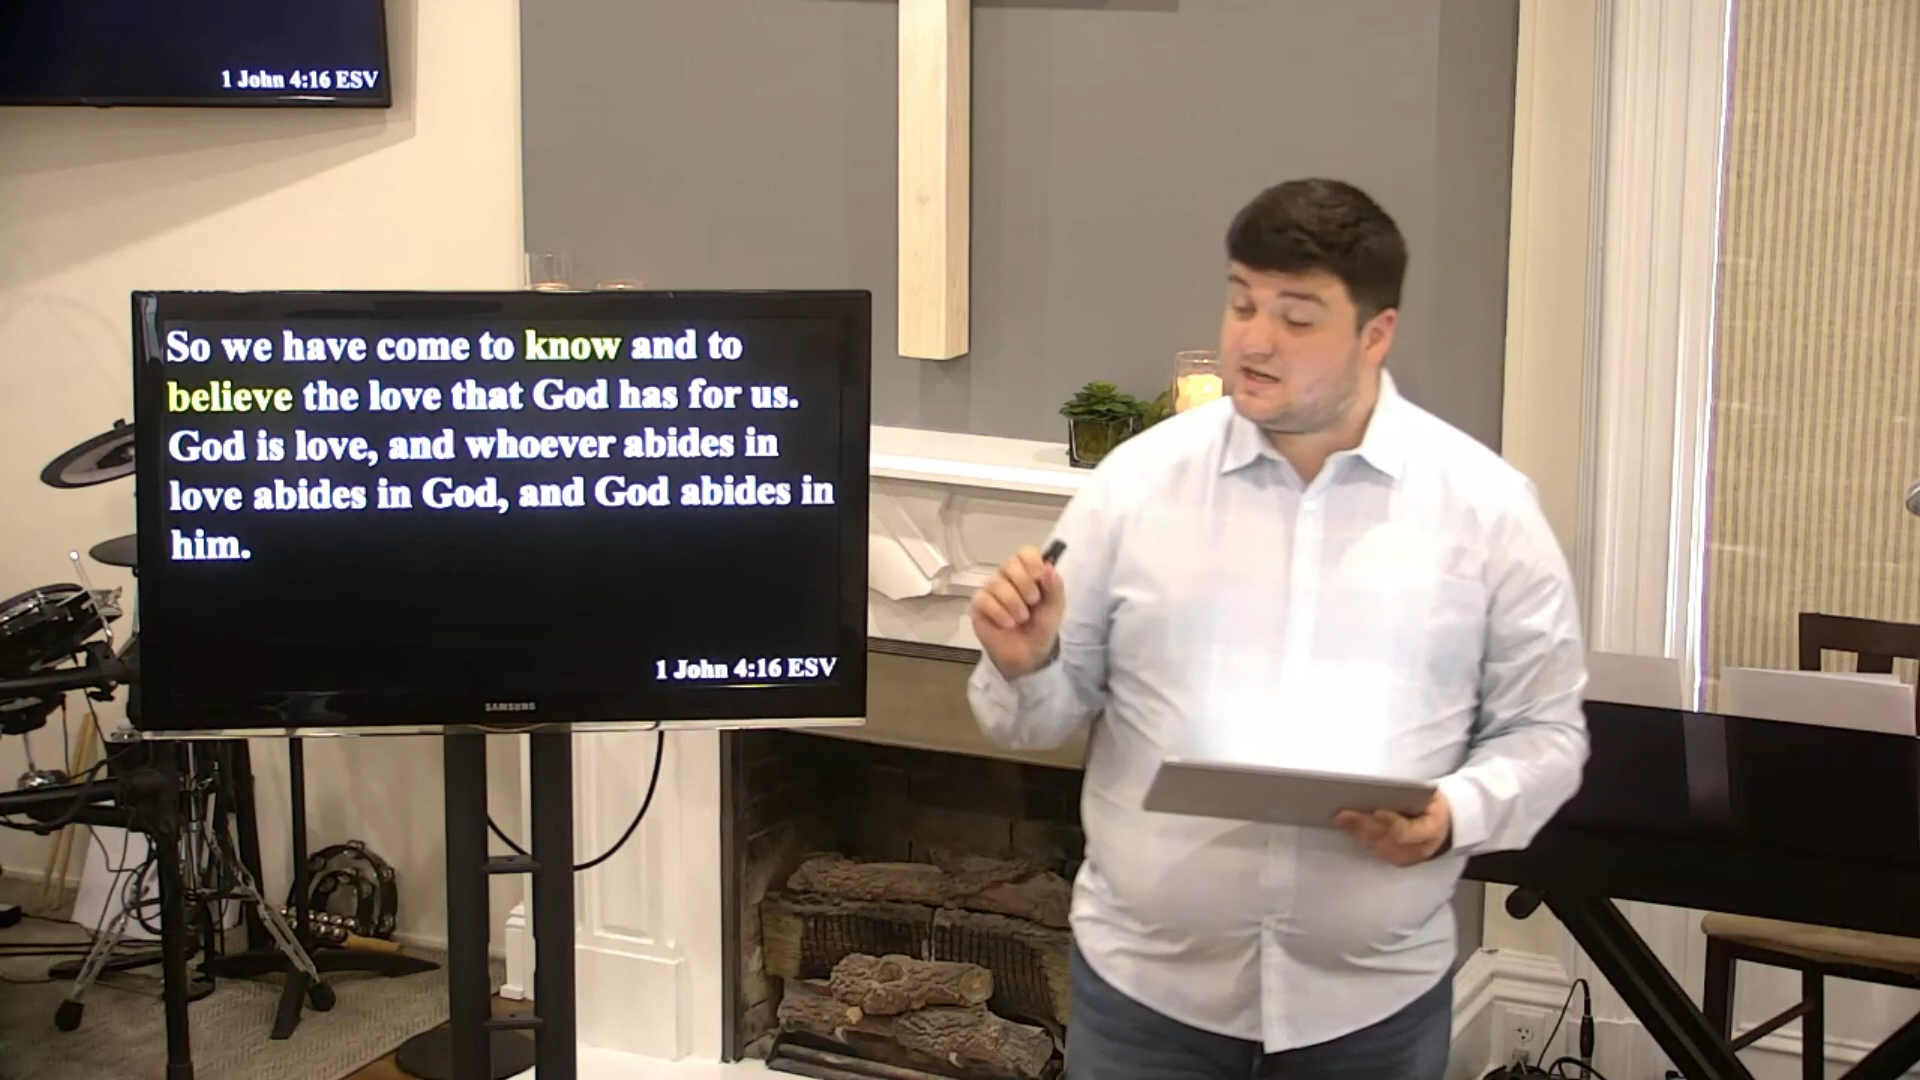 1 John 4:16 ESV
So we have come to know and to
believe the love that God has for us.
God is love, and whoever abides in
love abides in God, and God abides in
him.
1 John 4:16 ESV
SAMSUNG